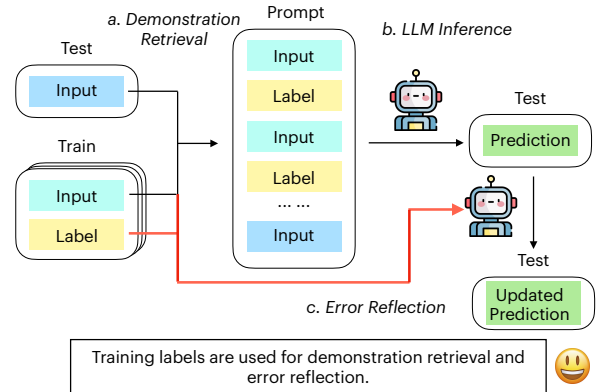 a. Demonstration
Retrieval
Prompt
b. LLM Inference
Test
Input
Train
Input
Label
Input
Label
Input
Label
... ...
Input
Test
Prediction
Test
Updated
Prediction
c. Error Reflection
Training labels are used for demonstration retrieval and
error reflection.